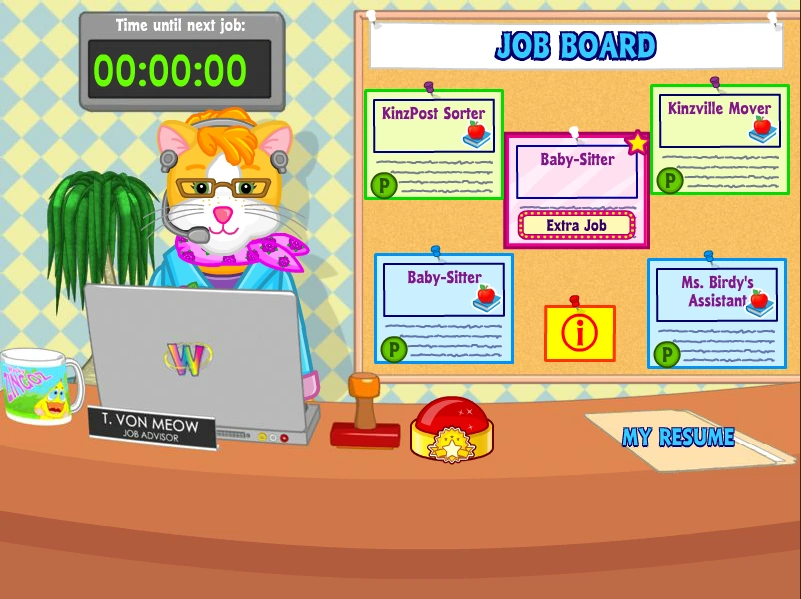 Time until next job:
00:00:00
JOB BOARD
KinzPost Sorter
P
Baby-Sitter
Extra Job
Kinzville Mover
P
Baby-Sitter
P
i
Ms. Birdy's
Assistant
P
W
ZINGOZ
T. VON MEOW
JOB ADVISOR
MY RESUME